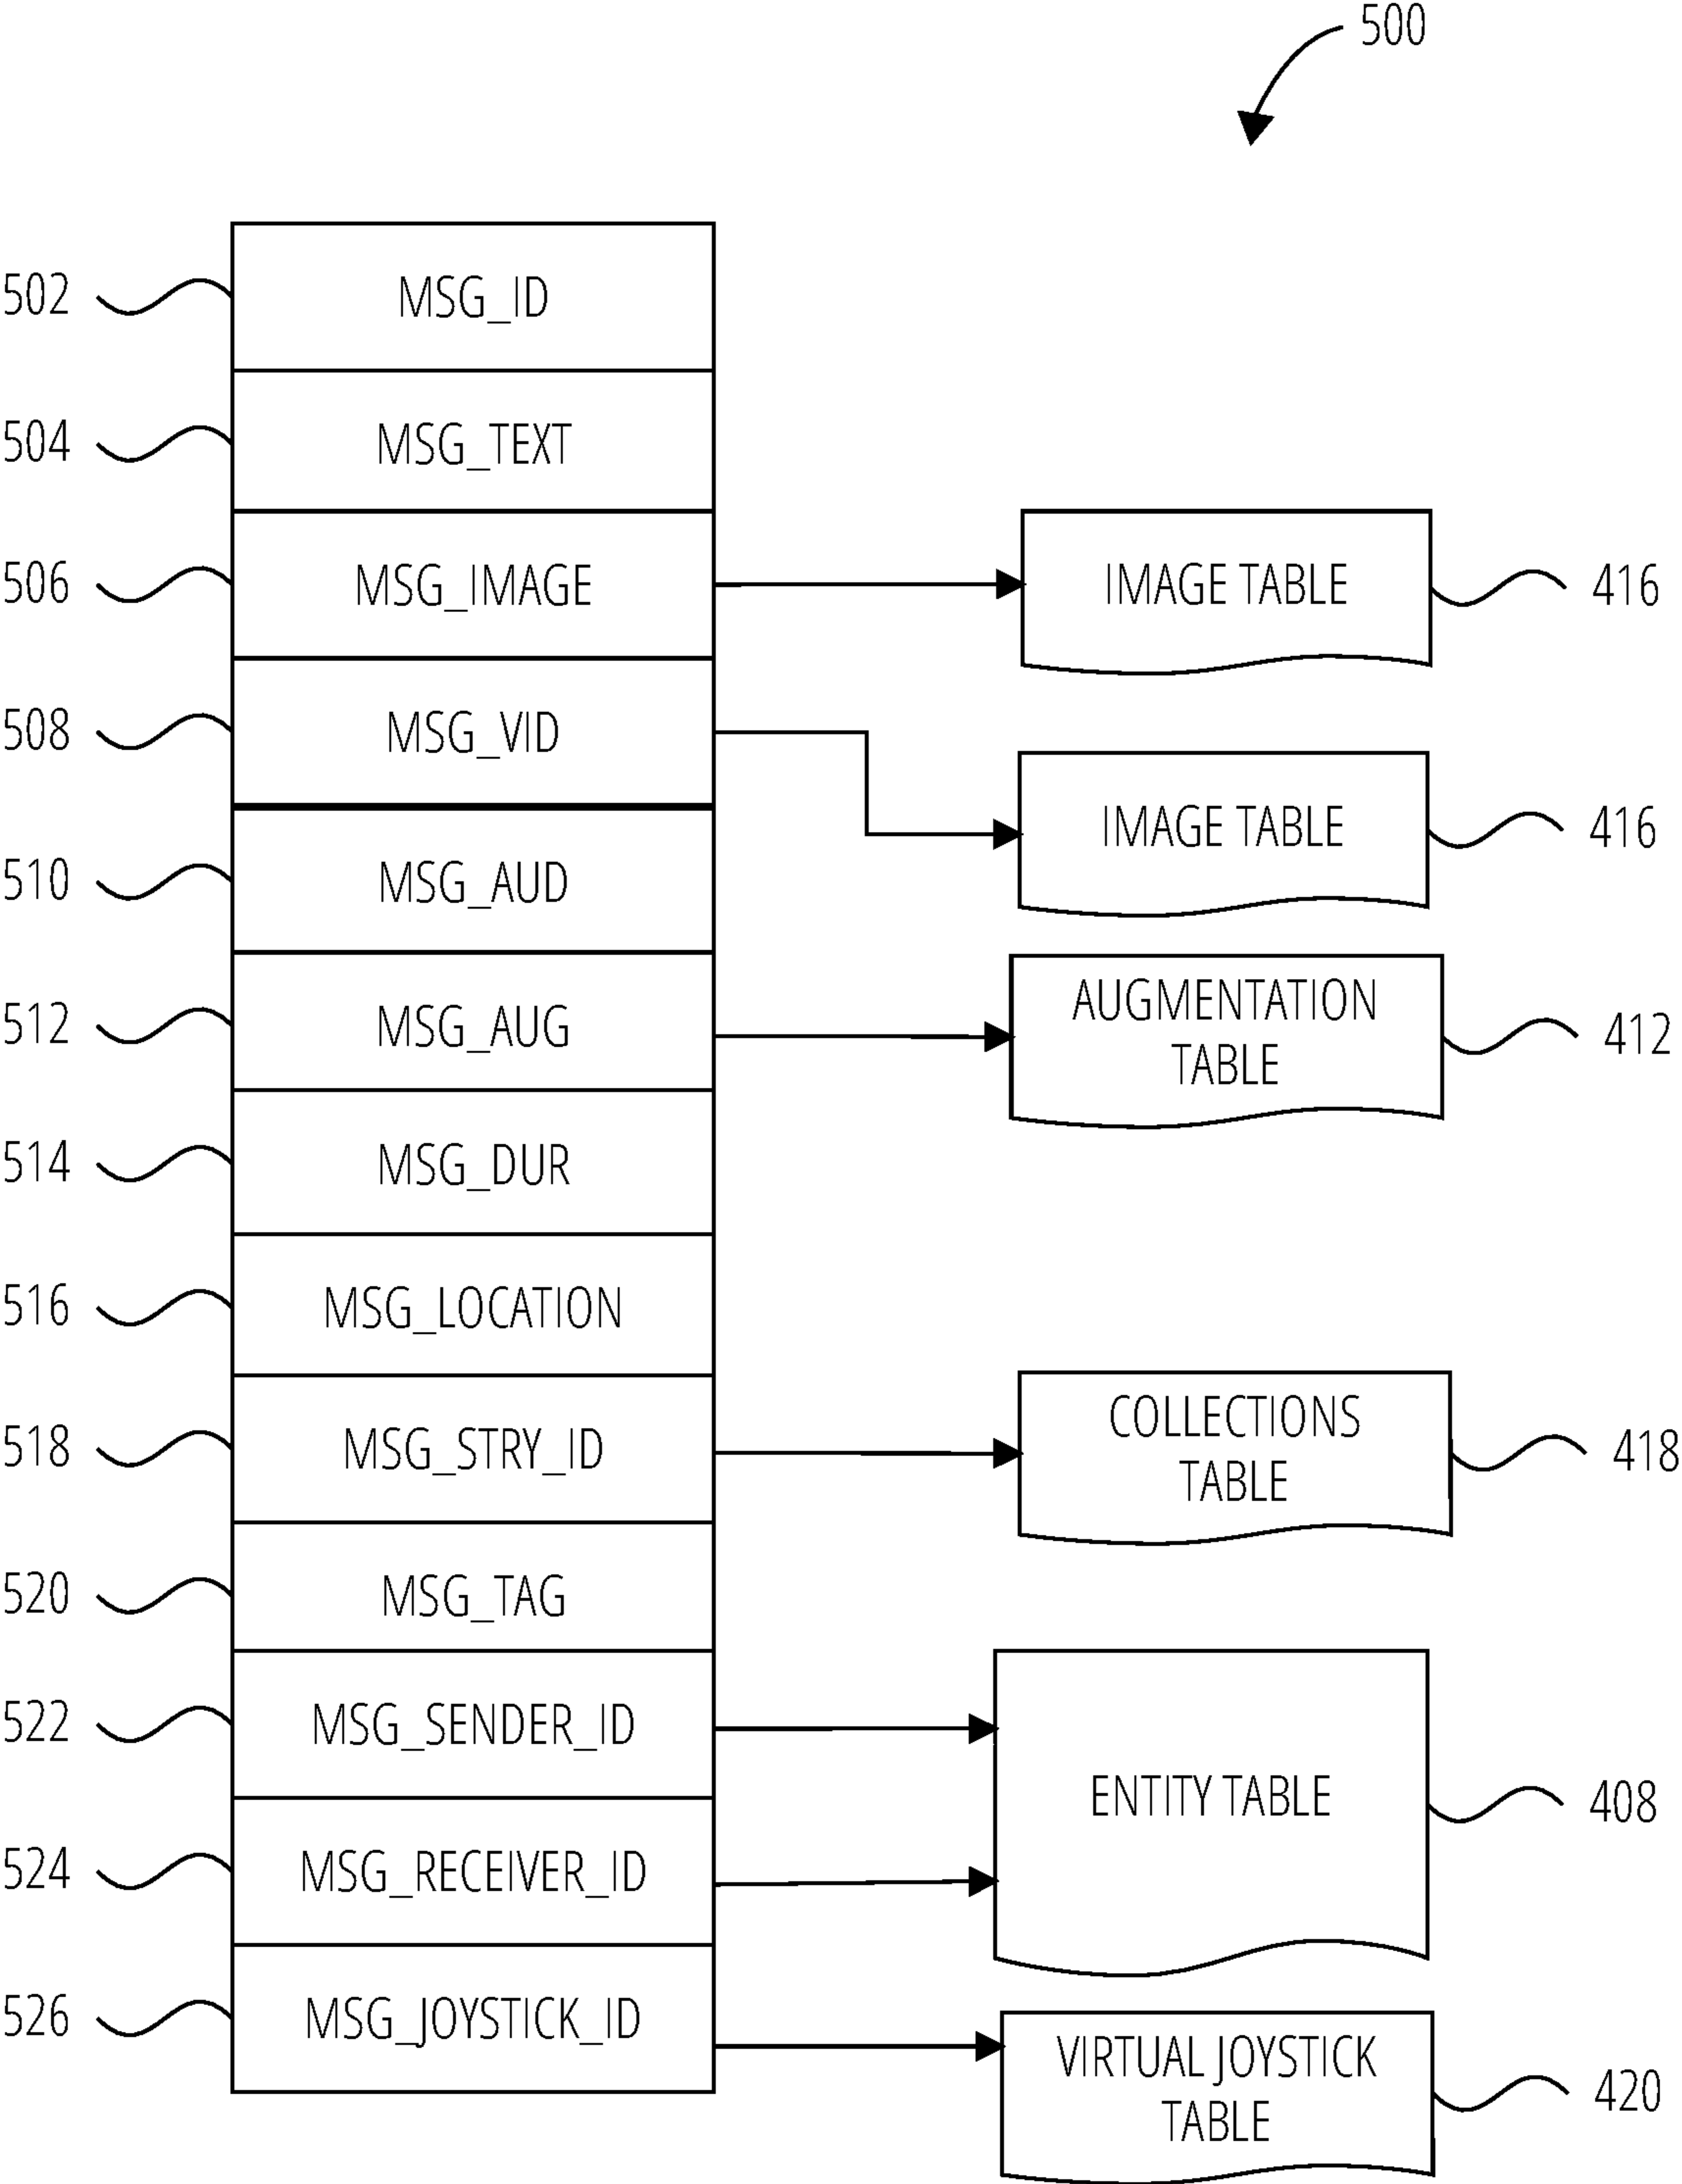 500
502 MSG_ID
504 MSG_TEXT
506 MSG_IMAGE IMAGE TABLE 416
508 MSG_VID IMAGE TABLE 416
510 MSG_AUD
512 MSG_AUG AUGMENTATION
TABLE 412
514 MSG_DUR
516 MSG_LOCATION
518 MSG_STRY_ID COLLECTIONS
TABLE 418
520 MSG_TAG
522 MSG_SENDER_ID
ENTITY TABLE 408
524 MSG_RECEIVER_ID
526 MSG_JOYSTICK_ID VIRTUAL JOYSTICK
TABLE 420